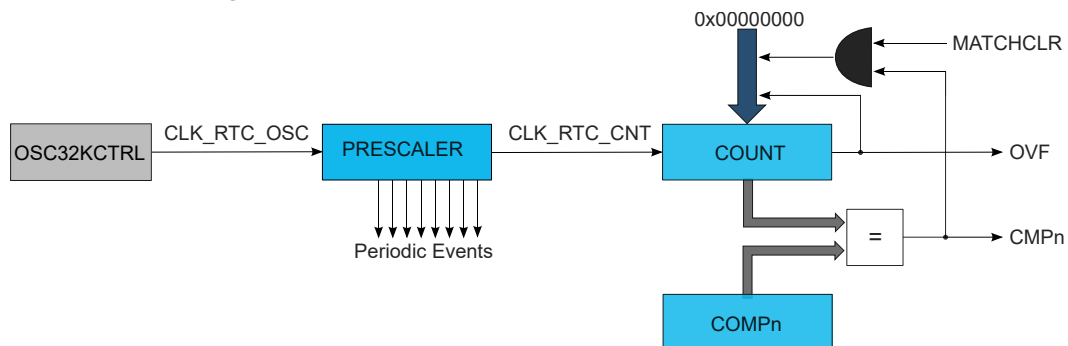 0x00000000
MATCHCLR
OSC32KCTRL
CLK_RTC_OSC
PRESCALER
CLK_RTC_CNT
COUNT
OVF
Periodic Events
=
CMPn
COMPn